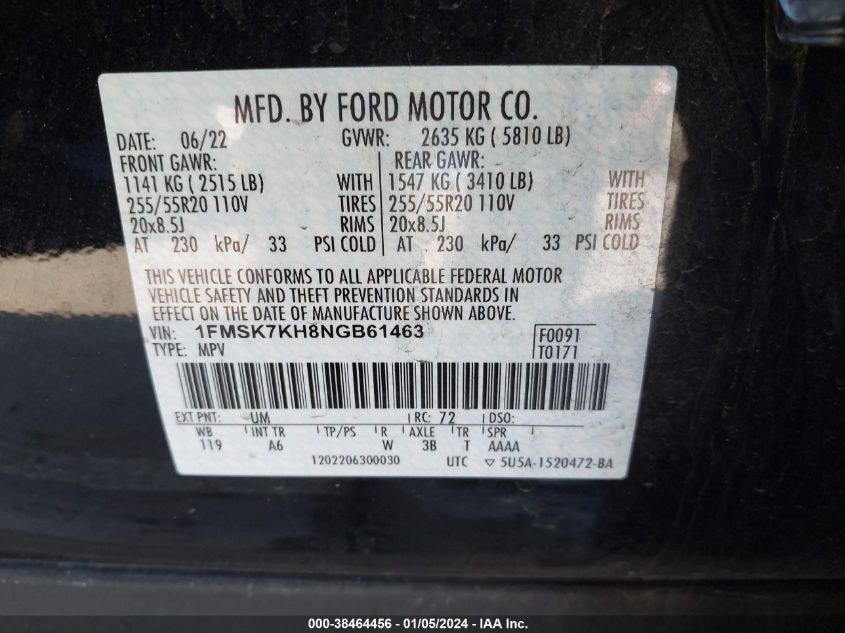 MFD. BY FORD MOTOR CO.
DATE: 06/22 GVWR: 2635 KG ( 5810 LB)
FRONT GAWR: REAR GAWR:
1141 KG ( 2515 LB) WITH 1547 KG ( 3410 LB) WITH
255/55R20 110V TIRES 255/55R20 110V TIRES
20x8.5J RIMS 20x8.5J RIMS
AT 230 kPa/ 33 PSI COLD AT 230 kPa/ 33 PSI COLD
THIS VEHICLE CONFORMS TO ALL APPLICABLE FEDERAL MOTOR
VEHICLE SAFETY AND THEFT PREVENTION STANDARDS IN
EFFECT ON THE DATE OF MANUFACTURE SHOWN ABOVE.
VIN: 1FMSK7KH8NGB61463 F0091
TYPE: MPV T0171
EXT PNT: UM RC: 72 DSO:
WB INT TR TP/PS R AXLE TR SPR
119 A6 W 3B T AAAA
1202206300030 UTC ▽ 5U5A-1520472-BA
000-38464456 - 01/05/2024 - IAA Inc.